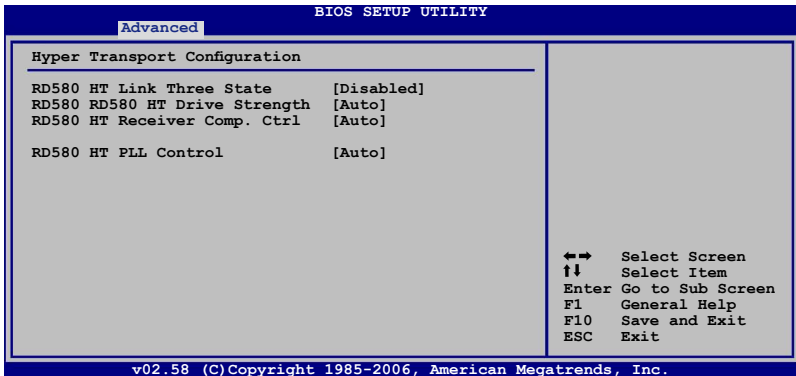 BIOS SETUP UTILITY
Advanced
Hyper Transport Configuration
RD580 HT Link Three State [Disabled]
RD580 RD580 HT Drive Strength [Auto]
RD580 HT Receiver Comp. Ctrl [Auto]
RD580 HT PLL Control [Auto]
←→ Select Screen
↑↓ Select Item
Enter Go to Sub Screen
F1 General Help
F10 Save and Exit
ESC Exit
v02.58 (C)Copyright 1985-2006, American Megatrends, Inc.